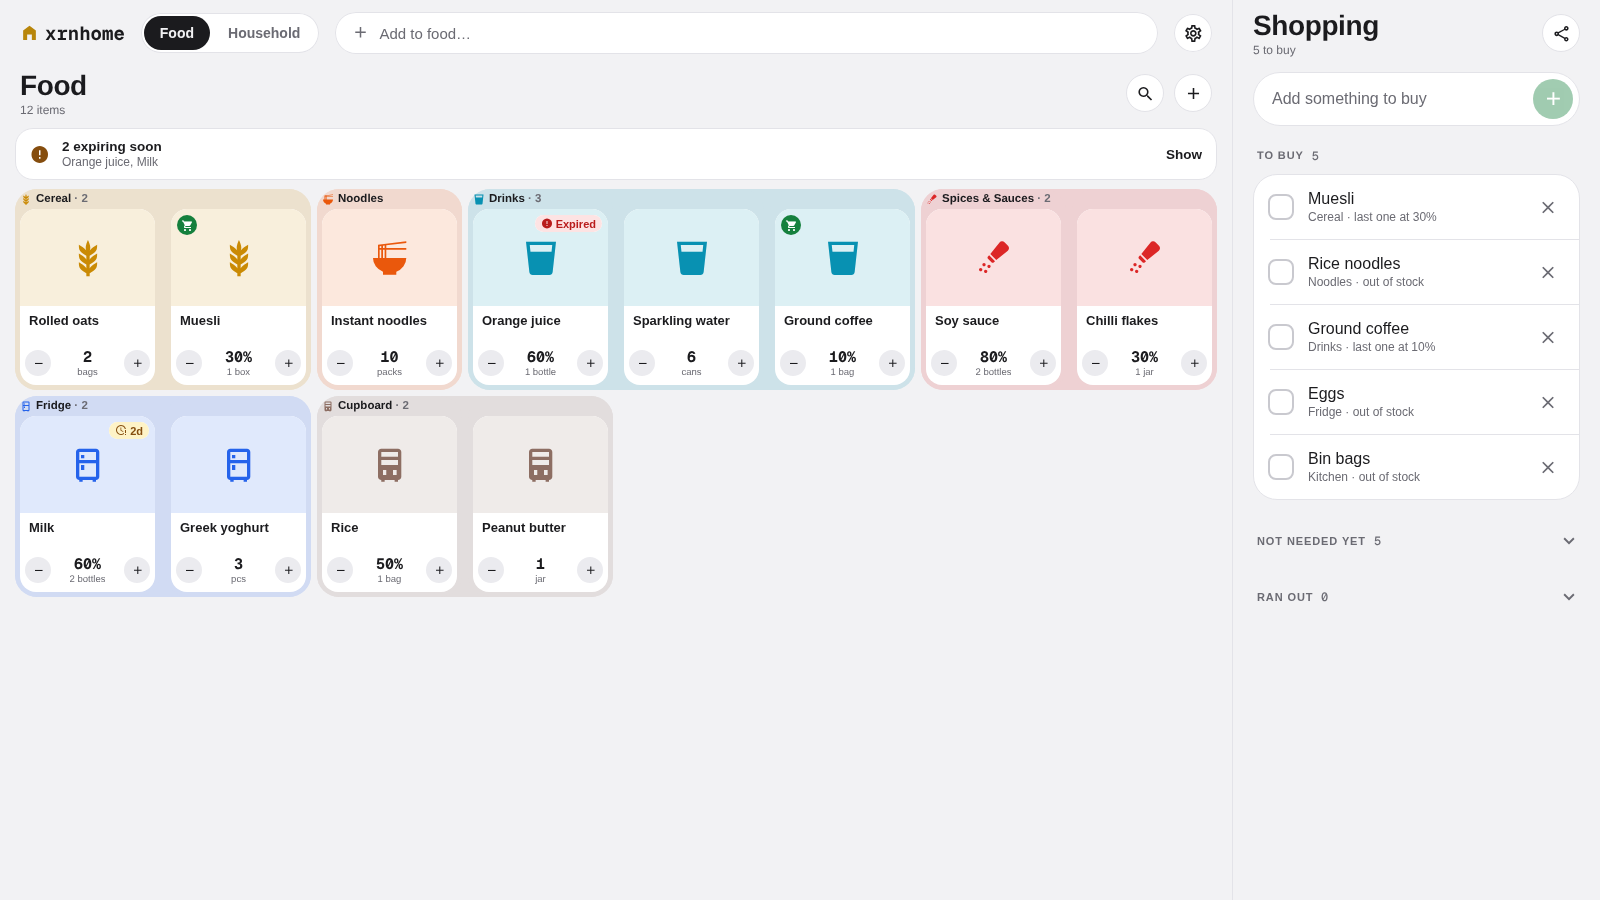 xrnhome
Food
Household
Add to food…
Food
12 items
2 expiring soon
Orange juice, Milk
Show
Cereal · 2
Rolled oats
2
bags
Muesli
30%
1 box
Noodles
Instant noodles
10
packs
Drinks · 3
Expired
Orange juice
60%
1 bottle
Sparkling water
6
cans
Ground coffee
10%
1 bag
Spices & Sauces · 2
Soy sauce
80%
2 bottles
Chilli flakes
30%
1 jar
Fridge · 2
2d
Milk
60%
2 bottles
Greek yoghurt
3
pcs
Cupboard · 2
Rice
50%
1 bag
Peanut butter
1
jar
Shopping
5 to buy
Add something to buy
TO BUY 5
Muesli
Cereal · last one at 30%
Rice noodles
Noodles · out of stock
Ground coffee
Drinks · last one at 10%
Eggs
Fridge · out of stock
Bin bags
Kitchen · out of stock
NOT NEEDED YET 5
RAN OUT 0